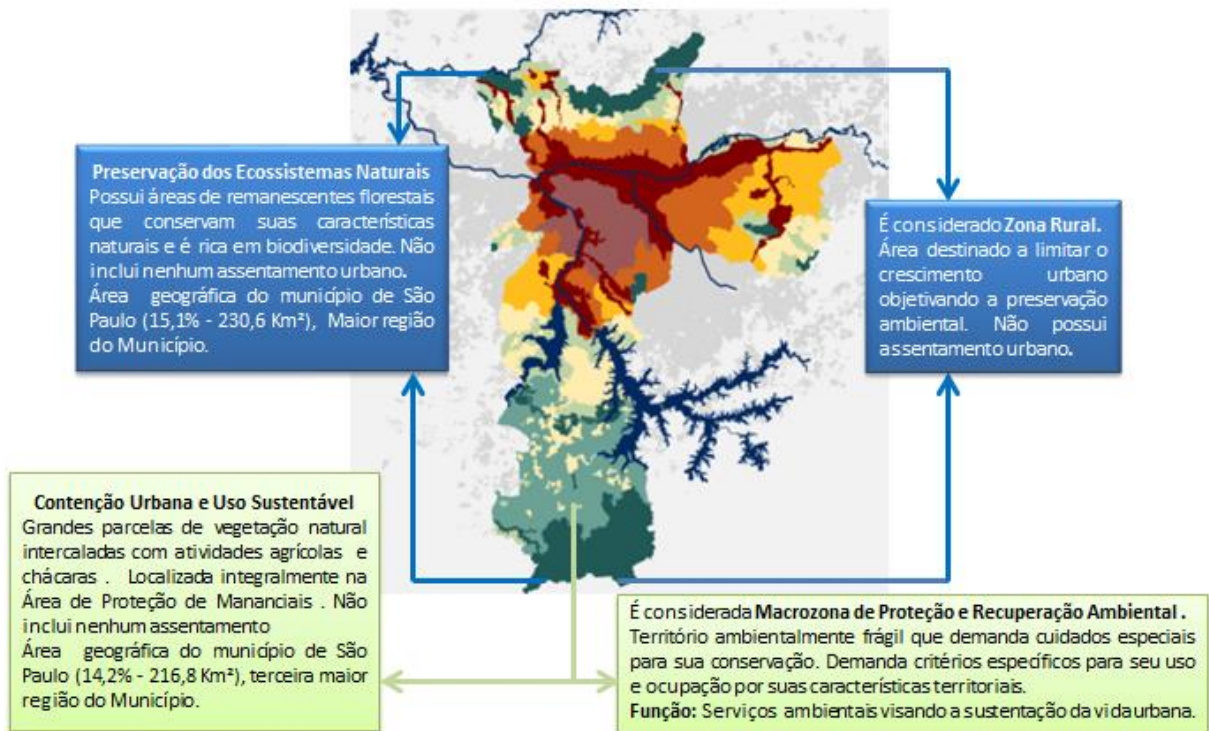 Preservação dos Ecossistemas Naturais
Possui áreas de remanescentes florestais
que conservam suas características
naturais e é rica em biodiversidade. Não
inclui nenhum assentamento urbano.
Área geográfica do município de São
Paulo (15,1% - 230,6 Km²), Maior região
do Município.
É considerado Zona Rural.
Área destinado a limitar o
crescimento urbano
objetivando a preservação
ambiental. Não possui
assentamento urbano.
Contenção Urbana e Uso Sustentável
Grandes parcelas de vegetação natural
intercaladas com atividades agrícolas e
chácaras . Localizada integralmente na
Área de Proteção de Mananciais . Não
inclui nenhum assentamento
Área geográfica do município de São
Paulo (14,2% - 216,8 Km²), terceira maior
região do Município.
É considerada Macrozona de Proteção e Recuperação Ambiental .
Território ambientalmente frágil que demanda cuidados especiais
para sua conservação. Demanda critérios específicos para seu uso
e ocupação por suas características territoriais.
Função: Serviços ambientais visando a sustentação da vida urbana.